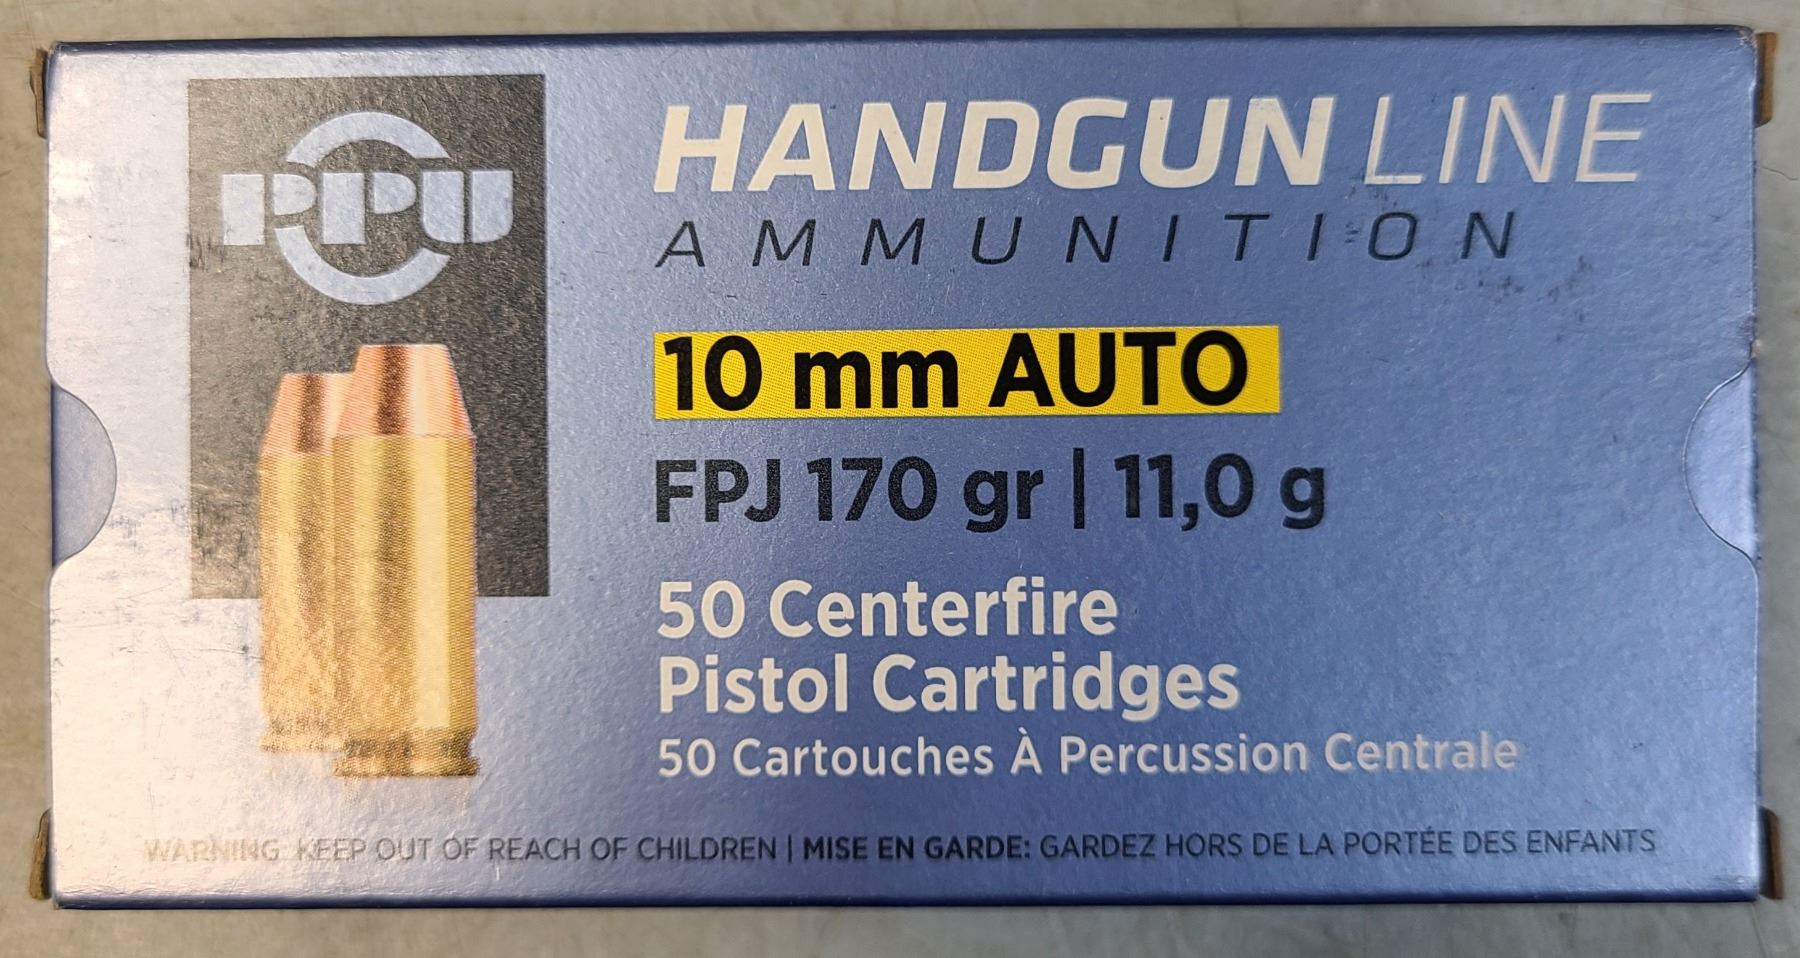 PPU
HANDGUN LINE
AMMUNITION
10 mm AUTO
FPJ 170 gr | 11,0 g
50 Centerfire
Pistol Cartridges
50 Cartouches À Percussion Centrale
WARNING: KEEP OUT OF REACH OF CHILDREN | MISE EN GARDE: GARDEZ HORS DE LA PORTÉE DES ENFANTS